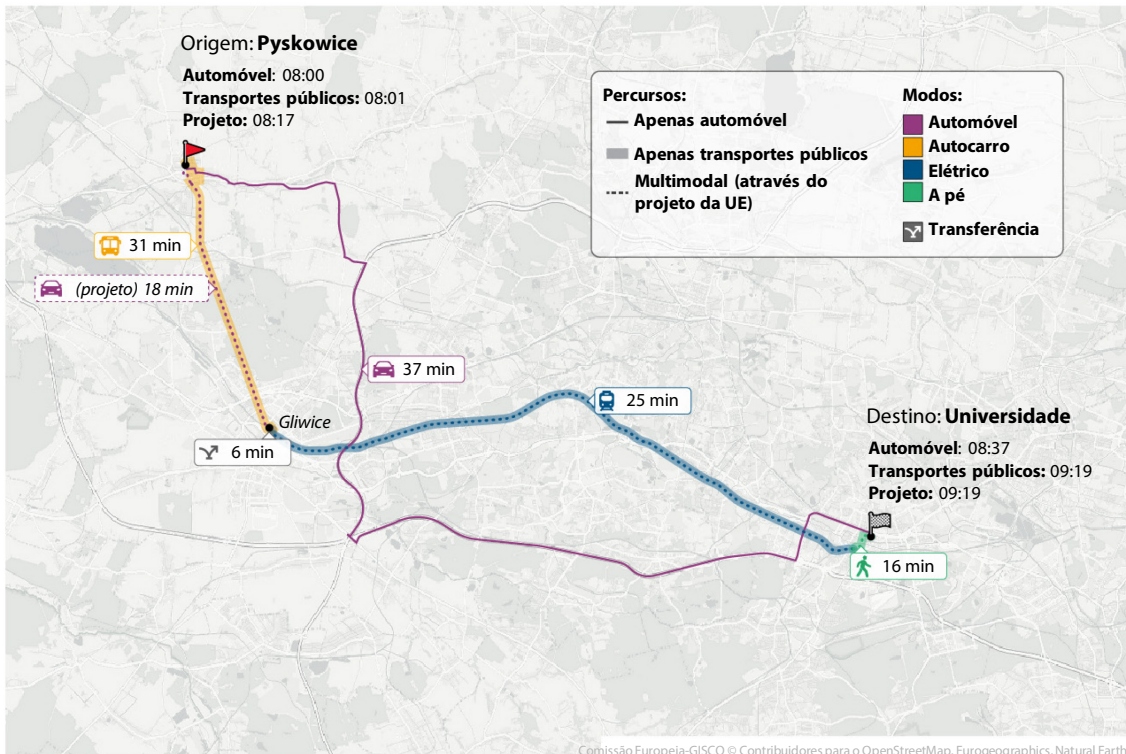 Origem: Pyskowice
Automóvel: 08:00
Transportes públicos: 08:01
Projeto: 08:17
Percursos:
Apenas automóvel
Apenas transportes públicos
Multimodal (através do
projeto da UE)
Modos:
Automóvel
Autocarro
Elétrico
A pé
Transferência
31 min
(projeto) 18 min
37 min
25 min
Gliwice
6 min
Destino: Universidade
Automóvel: 08:37
Transportes públicos: 09:19
Projeto: 09:19
16 min
Comissão Europeia-GISCO © Contribuidores para o OpenStreetMap, Eurogeographics, Natural Earth